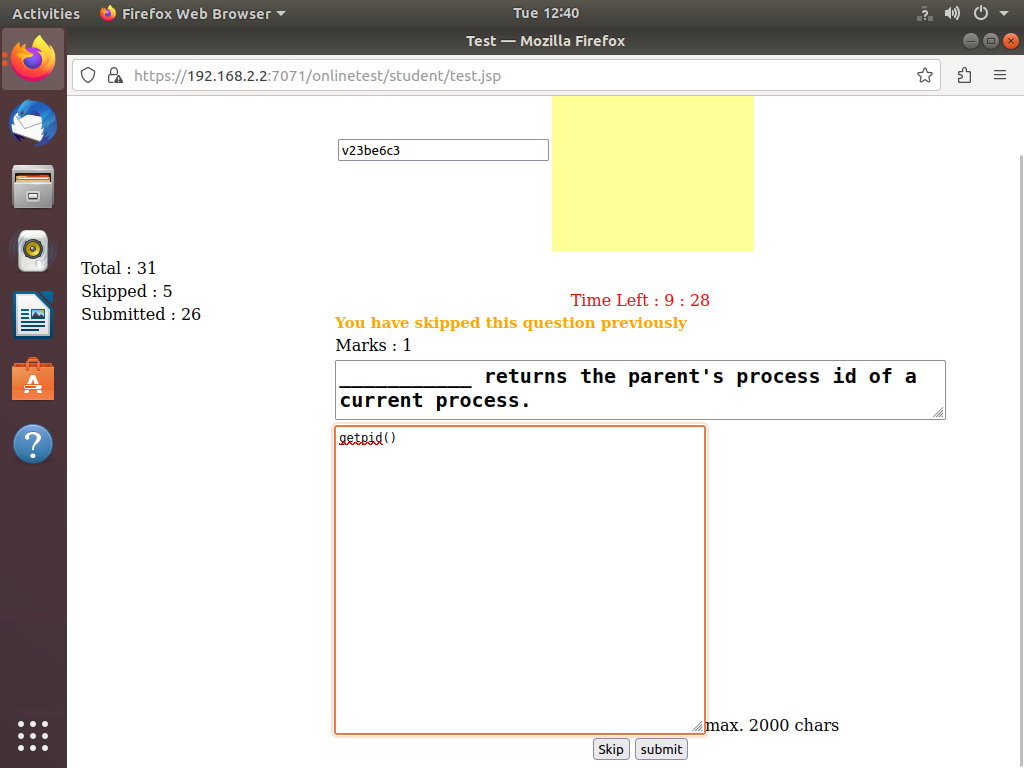 Activities Firefox Web Browser Tue 12:40
Test — Mozilla Firefox
https://192.168.2.2:7071/onlinetest/student/test.jsp
v23be6c3
Total : 31
Skipped : 5
Submitted : 26
Time Left : 9 : 28
You have skipped this question previously
Marks : 1
___________ returns the parent's process id of a
current process.
getpid()
max. 2000 chars
Skip submit